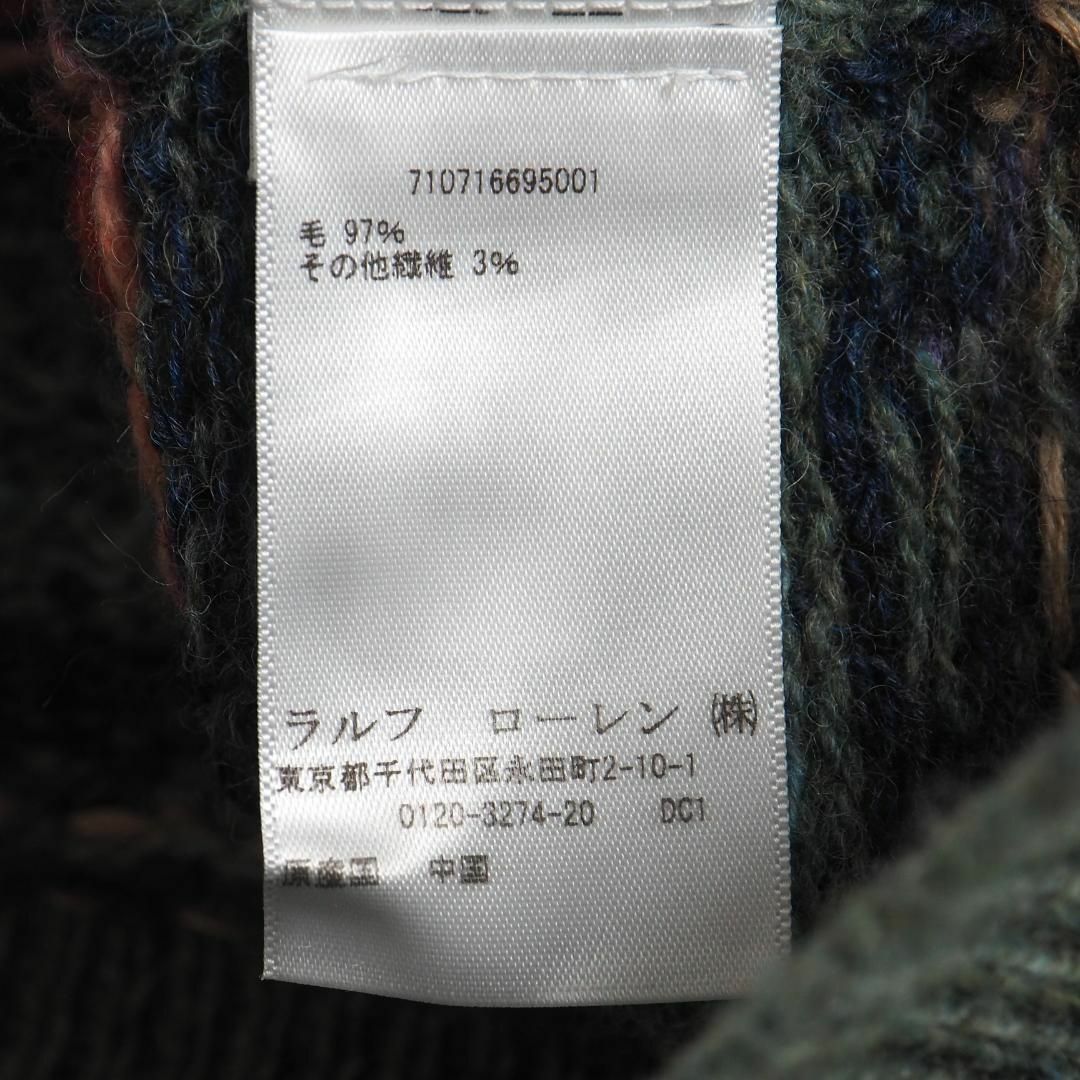 710716695001
毛 97%
その他繊維 3%
ラルフ ローレン ㈱
東京都千代田区永田町2-10-1
0120-3274-20 DC1
原産国 中国